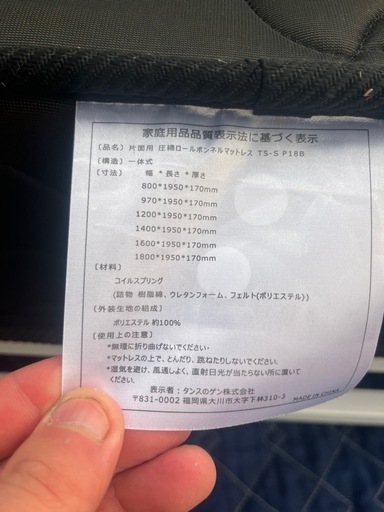 家庭用品品質表示法に基づく表示
〔品名〕片面用 圧縮ロールボンネルマットレス TS-S P18B
〔構造〕一体式
〔寸法〕 幅*長さ*厚さ
800*1950*170mm
970*1950*170mm
1200*1950*170mm
1400*1950*170mm
1600*1950*170mm
1800*1950*170mm
〔材料〕
コイルスプリング
(詰物 樹脂綿、ウレタンフォーム、フェルト(ポリエステル))
〔外装生地の組成〕
ポリエステル 約100%
〔使用上の注意〕
*無理に折り曲げないでください·
*マットレスの上で、とんだり、跳ねたりしないでください·
*湿気を避け、風通しよく、直射日光が当たらない所に置いて
ください.
表示者：タンスのゲン株式会社
〒831-0002 福岡県大川市大字下林310-3 MADE IN CHINA